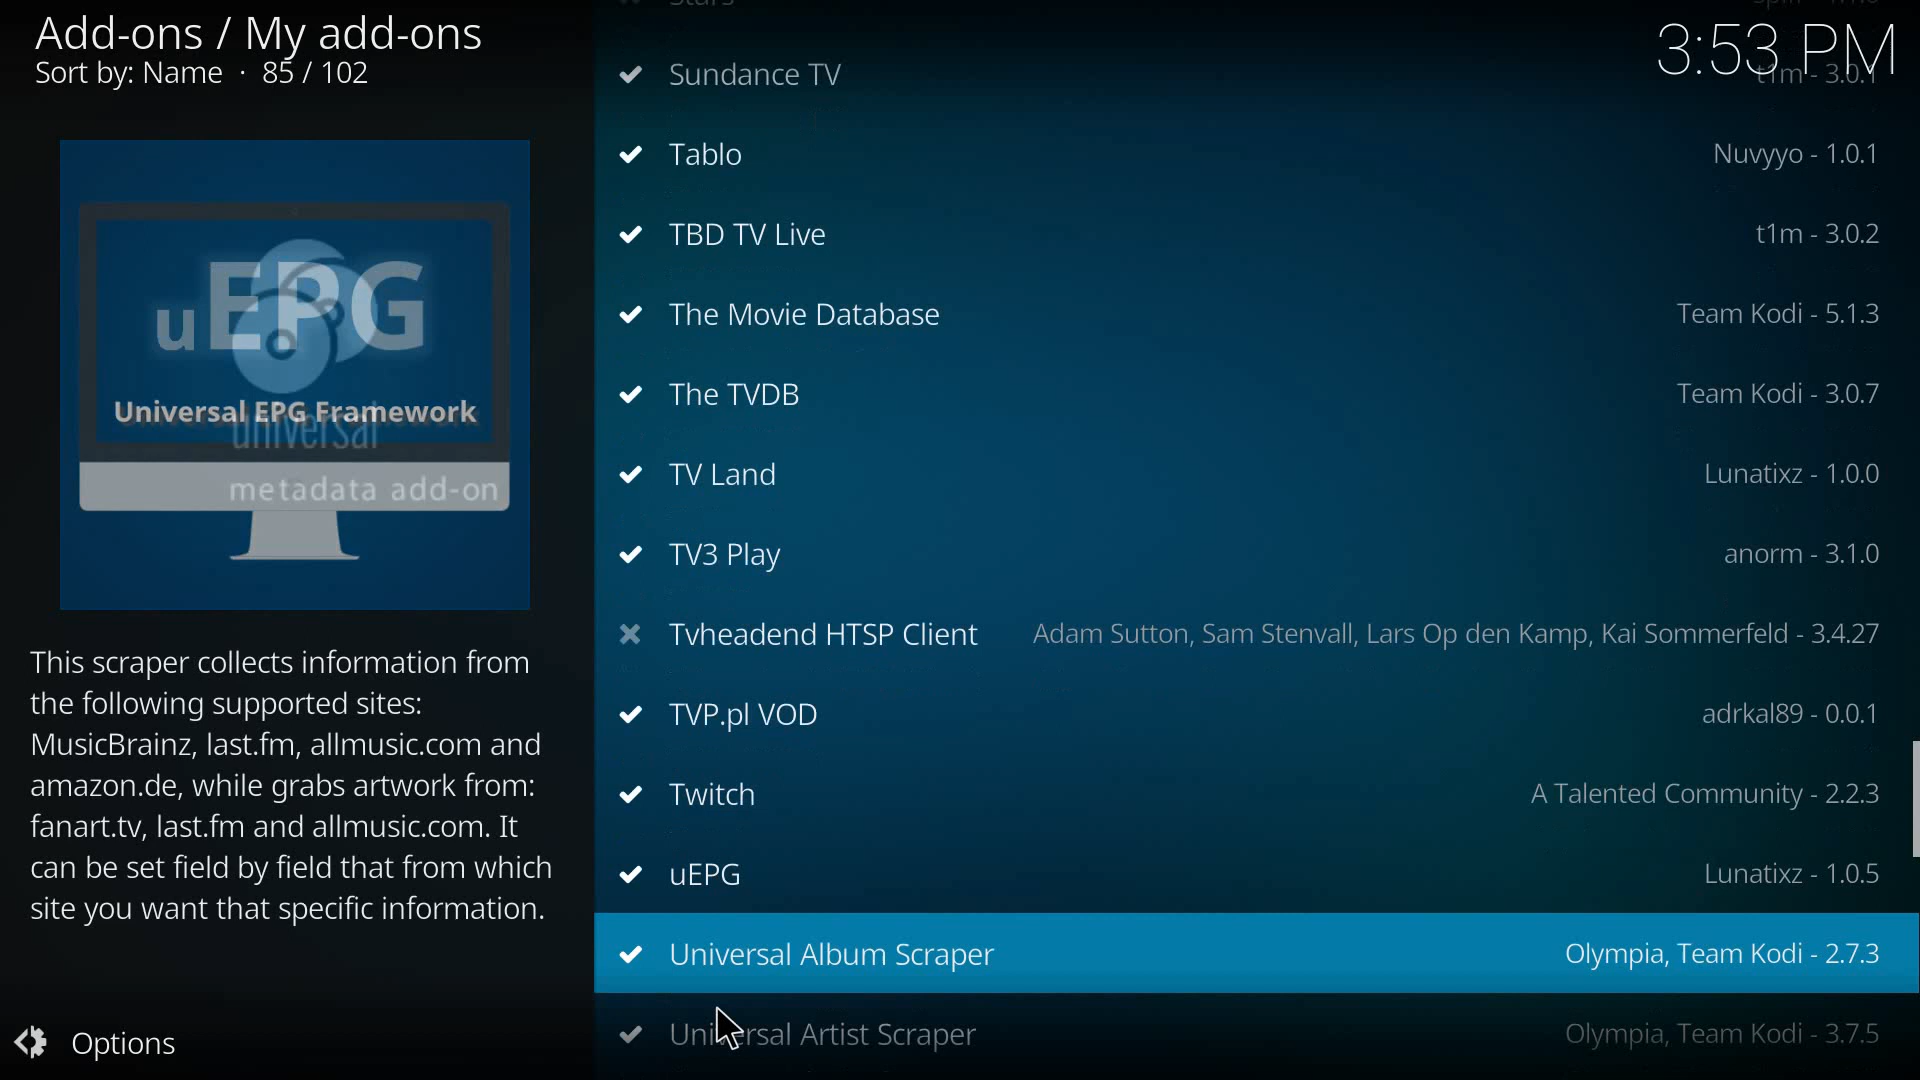 Add-ons / My add-ons
Sort by: Name · 85 / 102
3:53 PM
uEPG
Universal EPG Framework
universal
metadata add-on
This scraper collects information from
the following supported sites:
MusicBrainz, last.fm, allmusic.com and
amazon.de, while grabs artwork from:
fanart.tv, last.fm and allmusic.com. It
can be set field by field that from which
site you want that specific information.
Options
Stars
Sundance TV t1m - 3.0.1
Tablo Nuvyyo - 1.0.1
TBD TV Live t1m - 3.0.2
The Movie Database Team Kodi - 5.1.3
The TVDB Team Kodi - 3.0.7
TV Land Lunatixz - 1.0.0
TV3 Play anorm - 3.1.0
Tvheadend HTSP Client Adam Sutton, Sam Stenvall, Lars Op den Kamp, Kai Sommerfeld - 3.4.27
TVP.pl VOD adrkal89 - 0.0.1
Twitch A Talented Community - 2.2.3
uEPG Lunatixz - 1.0.5
Universal Album Scraper Olympia, Team Kodi - 2.7.3
Universal Artist Scraper Olympia, Team Kodi - 3.7.5